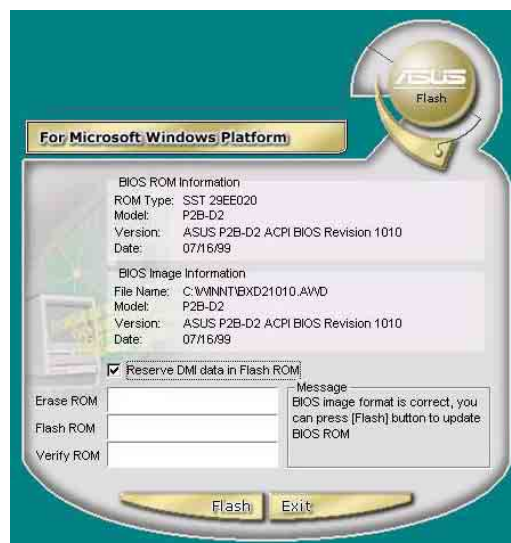 ASUS
Flash
For Microsoft Windows Platform
BIOS ROM Information
ROM Type: SST 29EE020
Model: P2B-D2
Version: ASUS P2B-D2 ACPI BIOS Revision 1010
Date: 07/16/99
BIOS Image Information
File Name: C:\WINNT\BXD21010.AWD
Model: P2B-D2
Version: ASUS P2B-D2 ACPI BIOS Revision 1010
Date: 07/16/99
Reserve DMI data in Flash ROM
Erase ROM
Flash ROM
Verify ROM
Message
BIOS image format is correct, you
can press [Flash] button to update
BIOS ROM
Flash
Exit